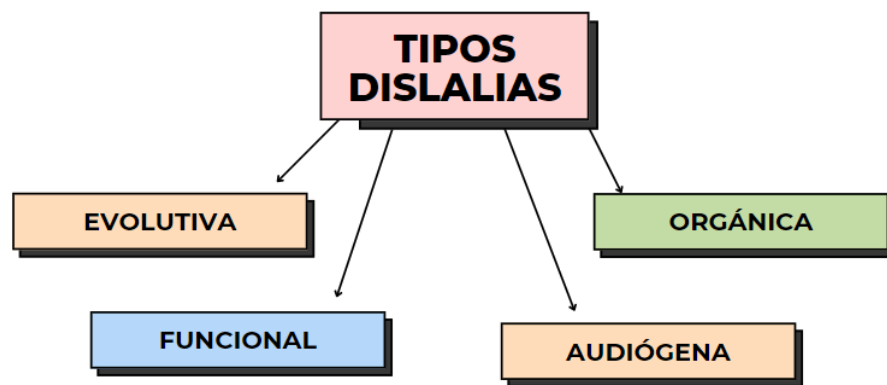 TIPOS
DISLALIAS
EVOLUTIVA
ORGÁNICA
FUNCIONAL
AUDIÓGENA